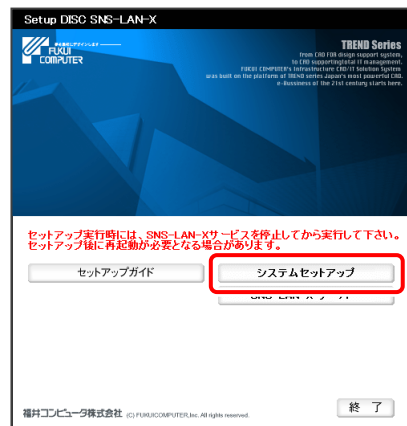 Setup DISC SNS-LAN-X
FUKUI
COMPUTER
TREND Series
from CAD FOR design support system,
to CAD supportingtotal IT management.
FUKUI COMPUTER's Infrastructure CAD/IT Solution System
was built on the platform of TREND series Japan's most powerful CAD.
e-Bussiness of the 21st century starts here.
セットアップ実行時には、SNS-LAN-Xサービスを停止してから実行して下さい。
セットアップ後に再起動が必要となる場合があります。
セットアップガイド
システムセットアップ
福井コンピュータ株式会社 (C) FUKUICOMPUTER,Inc. All rights reserved.
終 了